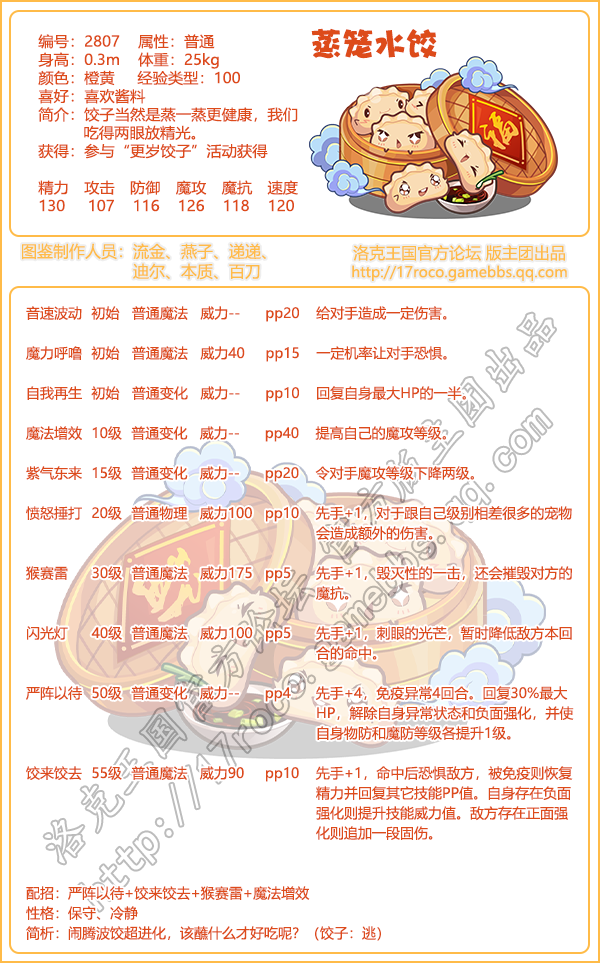 蒸笼水饺
编号：2807 属性：普通
身高：0.3m 体重：25kg
颜色：橙黄 经验类型：100
喜好：喜欢酱料
简介：饺子当然是蒸一蒸更健康，我们
吃得两眼放精光。
获得：参与“更岁饺子”活动获得
精力 攻击 防御 魔攻 魔抗 速度
130 107 116 126 118 120
福
图鉴制作人员：流金、燕子、递递、
迪尔、本质、百刀
洛克王国官方论坛 版主团出品
http://17roco.gamebbs.qq.com
音速波动 初始 普通魔法 威力-- pp20 给对手造成一定伤害。
魔力呼噜 初始 普通魔法 威力40 pp15 一定机率让对手恐惧。
自我再生 初始 普通变化 威力-- pp10 回复自身最大HP的一半。
魔法增效 10级 普通变化 威力-- pp40 提高自己的魔攻等级。
紫气东来 15级 普通变化 威力-- pp20 令对手魔攻等级下降两级。
愤怒捶打 20级 普通物理 威力100 pp10 先手+1，对于跟自己级别相差很多的宠物
会造成额外的伤害。
猴赛雷 30级 普通魔法 威力175 pp5 先手+1，毁灭性的一击，还会摧毁对方的
魔抗。
闪光灯 40级 普通魔法 威力100 pp5 先手+1，刺眼的光芒，暂时降低敌方本回
合的命中。
严阵以待 50级 普通变化 威力-- pp4 先手+4，免疫异常4回合。回复30%最大
HP，解除自身异常状态和负面强化，并使
自身物防和魔防等级各提升1级。
饺来饺去 55级 普通魔法 威力90 pp10 先手+1，命中后恐惧敌方，被免疫则恢复
精力并回复其它技能PP值。自身存在负面
强化则提升技能威力值。敌方存在正面强
化则追加一段固伤。
洛克王国官方论坛 版主团出品
http://17roco.gamebbs.qq.com
配招：严阵以待+饺来饺去+猴赛雷+魔法增效
性格：保守、冷静
简析：闹腾波饺超进化，该蘸什么才好吃呢？（饺子：逃）